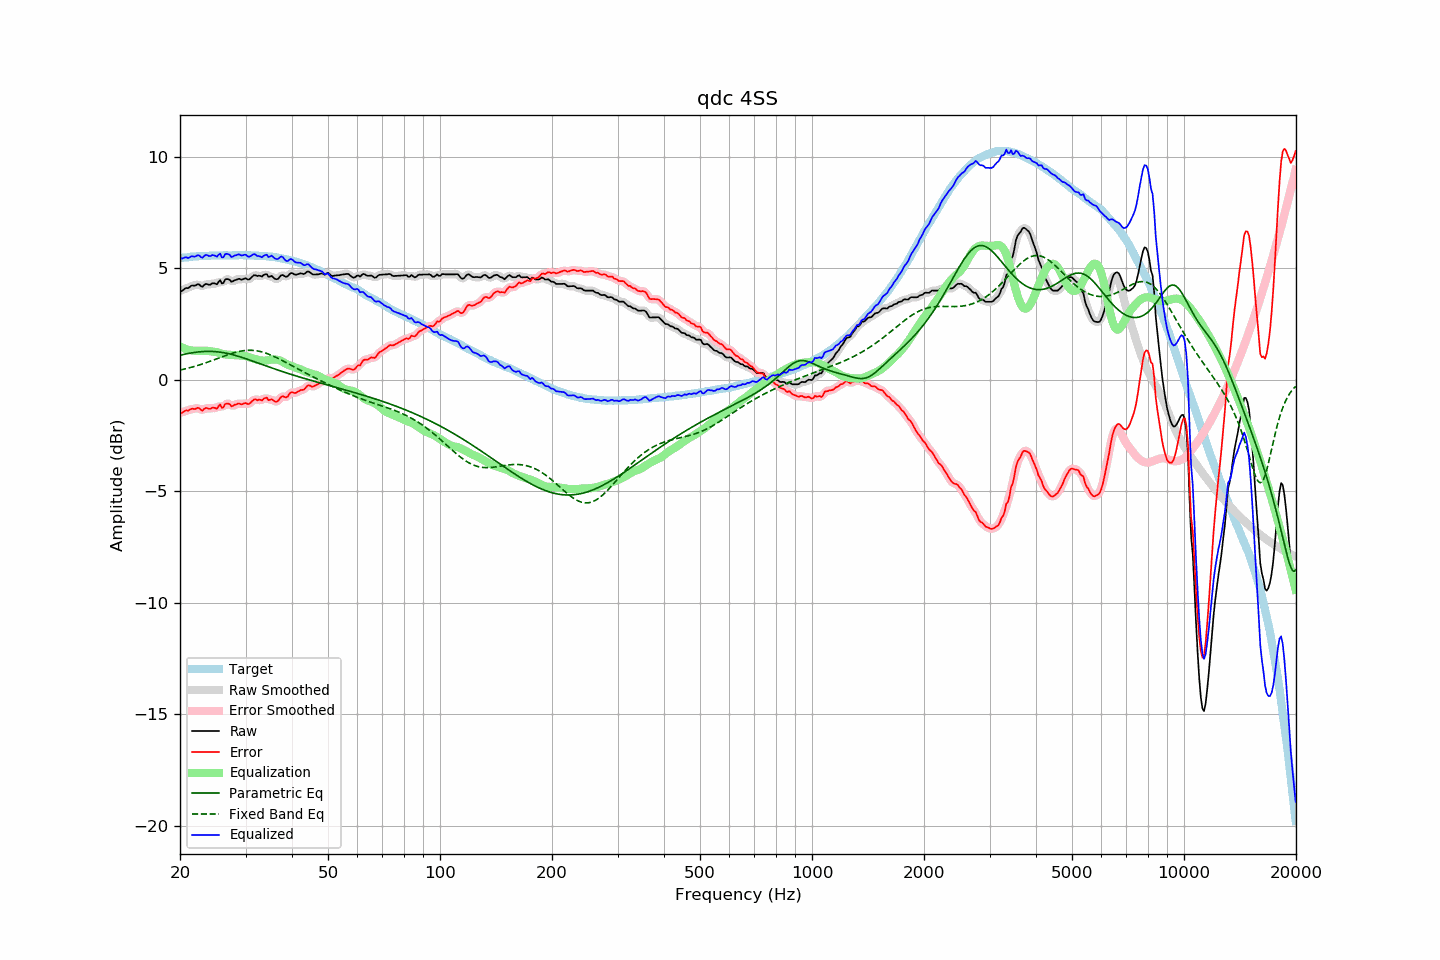 qdc 4SS
Amplitude (dBr)
10
5
0
−5
−10
−15
−20
Target
Raw Smoothed
Error Smoothed
Raw
Error
Equalization
Parametric Eq
Fixed Band Eq
Equalized
20 50 100 200 500 1000 2000 5000 10000 20000
Frequency (Hz)